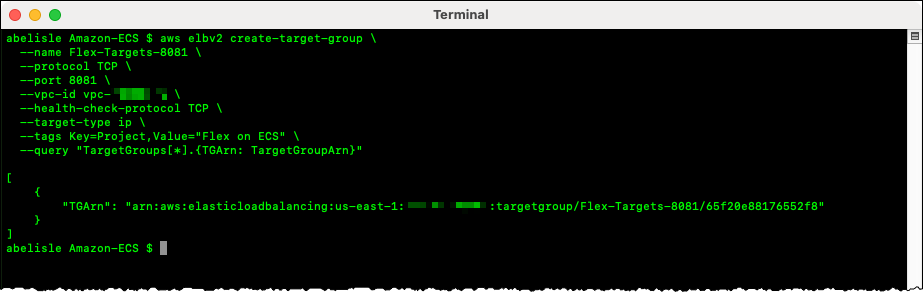 Terminal
abelisle Amazon-ECS $ aws elbv2 create-target-group \
--name Flex-Targets-8081 \
--protocol TCP \
--port 8081 \
--vpc-id vpc- \
--health-check-protocol TCP \
--target-type ip \
--tags Key=Project,Value="Flex on ECS" \
--query "TargetGroups[*].{TGArn: TargetGroupArn}"
[
{
"TGArn": "arn:aws:elasticloadbalancing:us-east-1: :targetgroup/Flex-Targets-8081/65f20e88176552f8"
}
]
abelisle Amazon-ECS $